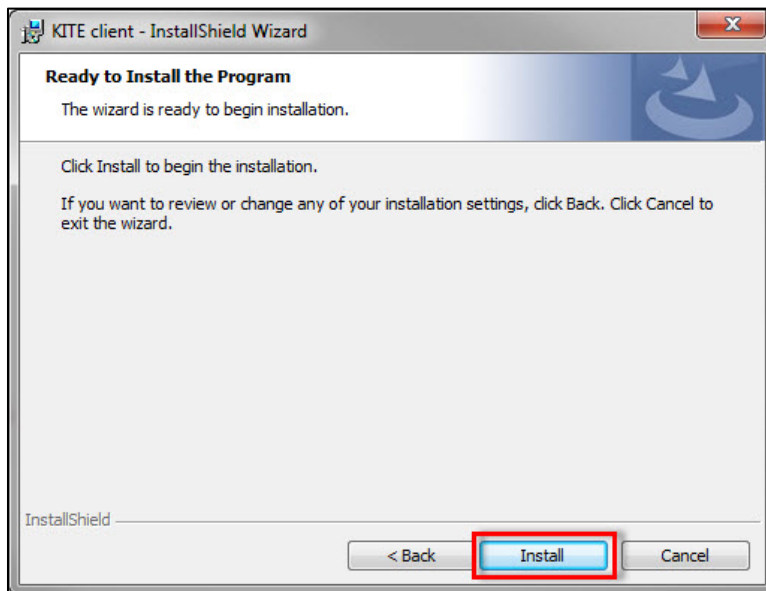 KITE client - InstallShield Wizard
Ready to Install the Program
The wizard is ready to begin installation.
Click Install to begin the installation.
If you want to review or change any of your installation settings, click Back. Click Cancel to
exit the wizard.
InstallShield
< Back Install Cancel